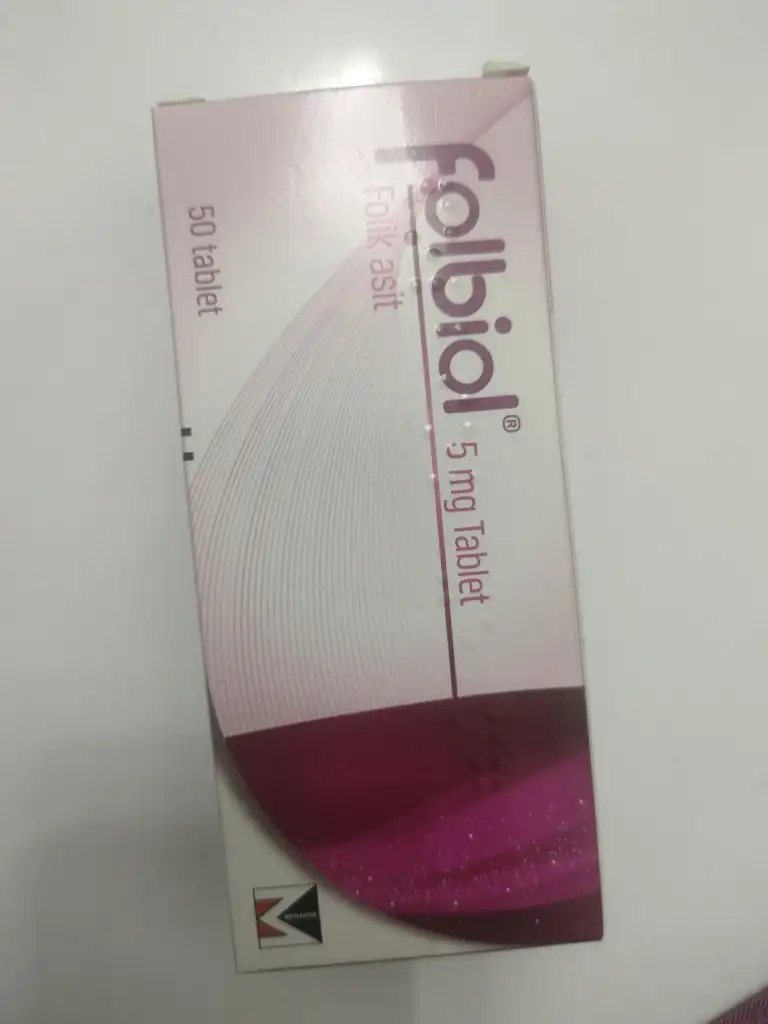 folbiol® 5 mg Tablet
Folik asit
50 tablet